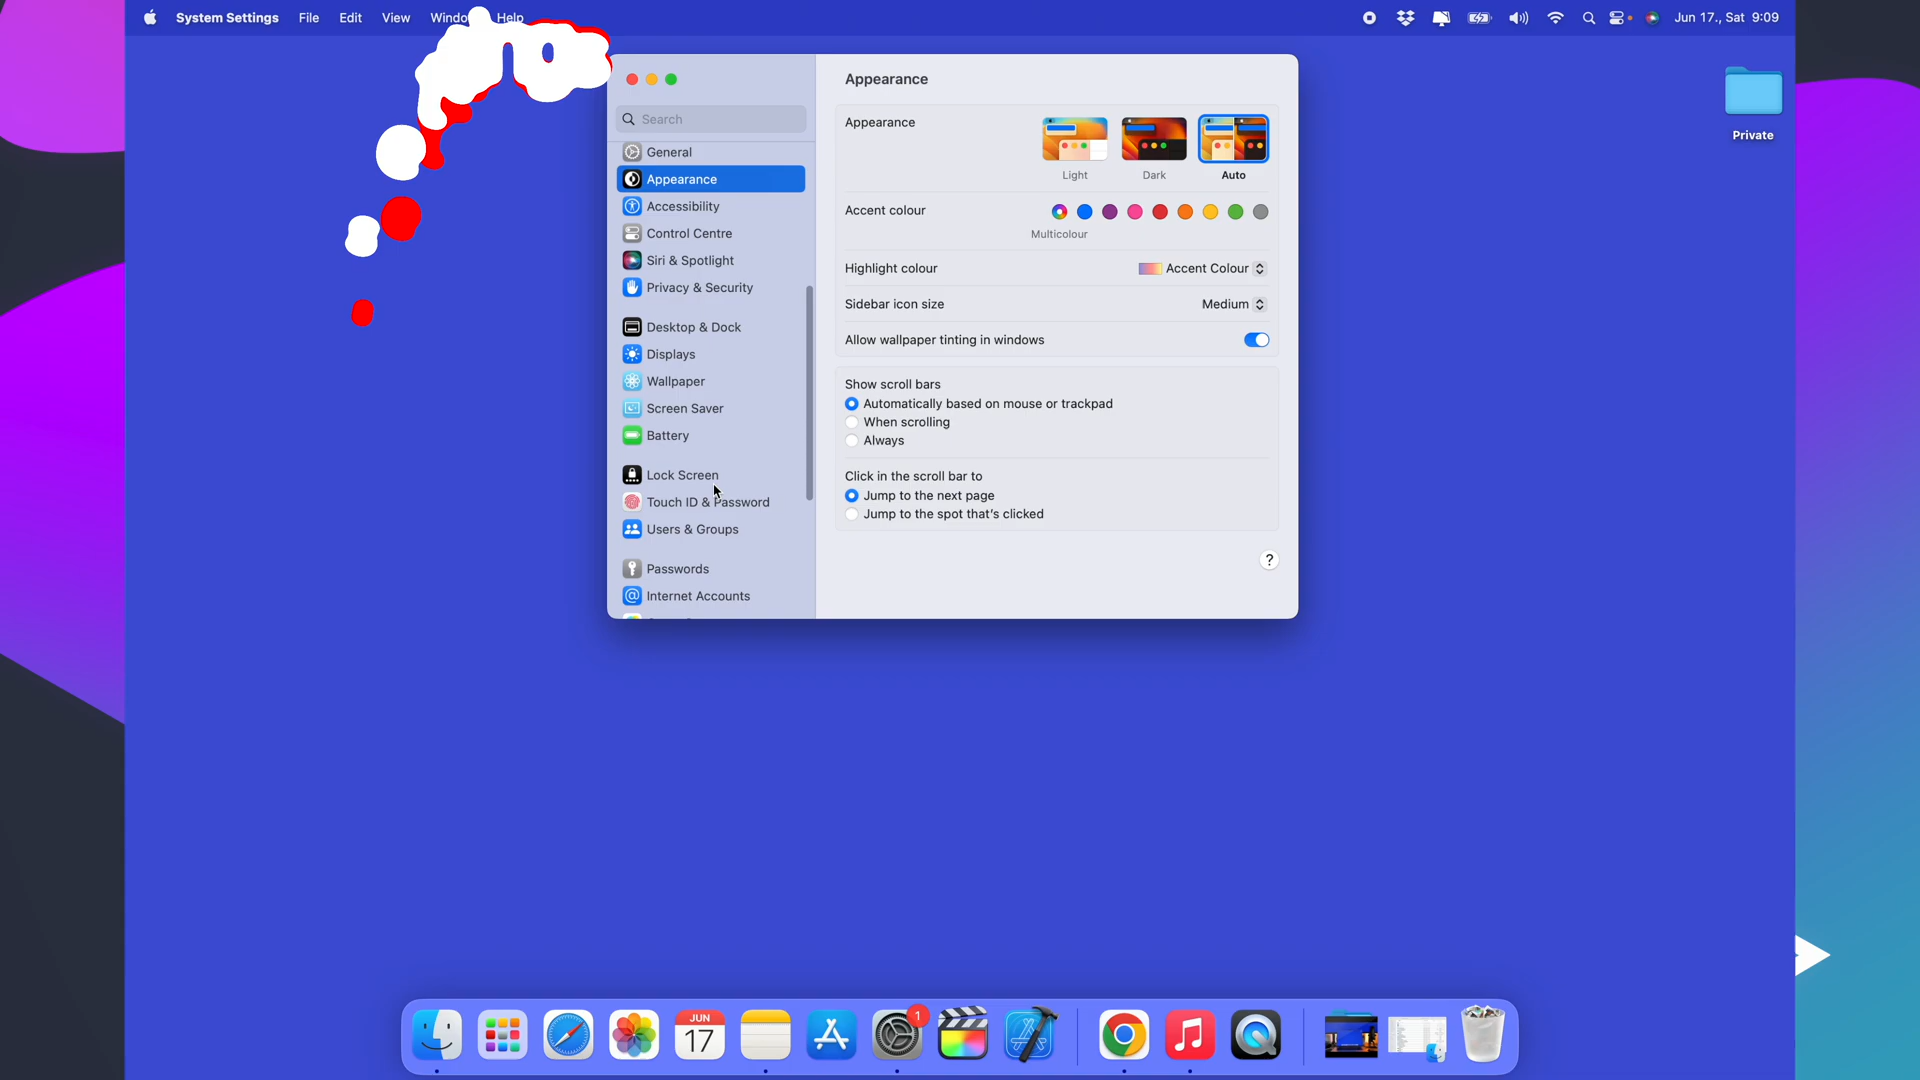 System Settings File Edit View Window Help
Jun 17., Sat 9:09
Private
Search
General
Appearance
Accessibility
Control Centre
Siri & Spotlight
Privacy & Security
Desktop & Dock
Displays
Wallpaper
Screen Saver
Battery
Lock Screen
Touch ID & Password
Users & Groups
Passwords
Internet Accounts
Appearance
Appearance
Light Dark Auto
Accent colour
Multicolour
Highlight colour Accent Colour
Sidebar icon size Medium
Allow wallpaper tinting in windows
Show scroll bars
Automatically based on mouse or trackpad
When scrolling
Always
Click in the scroll bar to
Jump to the next page
Jump to the spot that's clicked
?
JUN
17
1